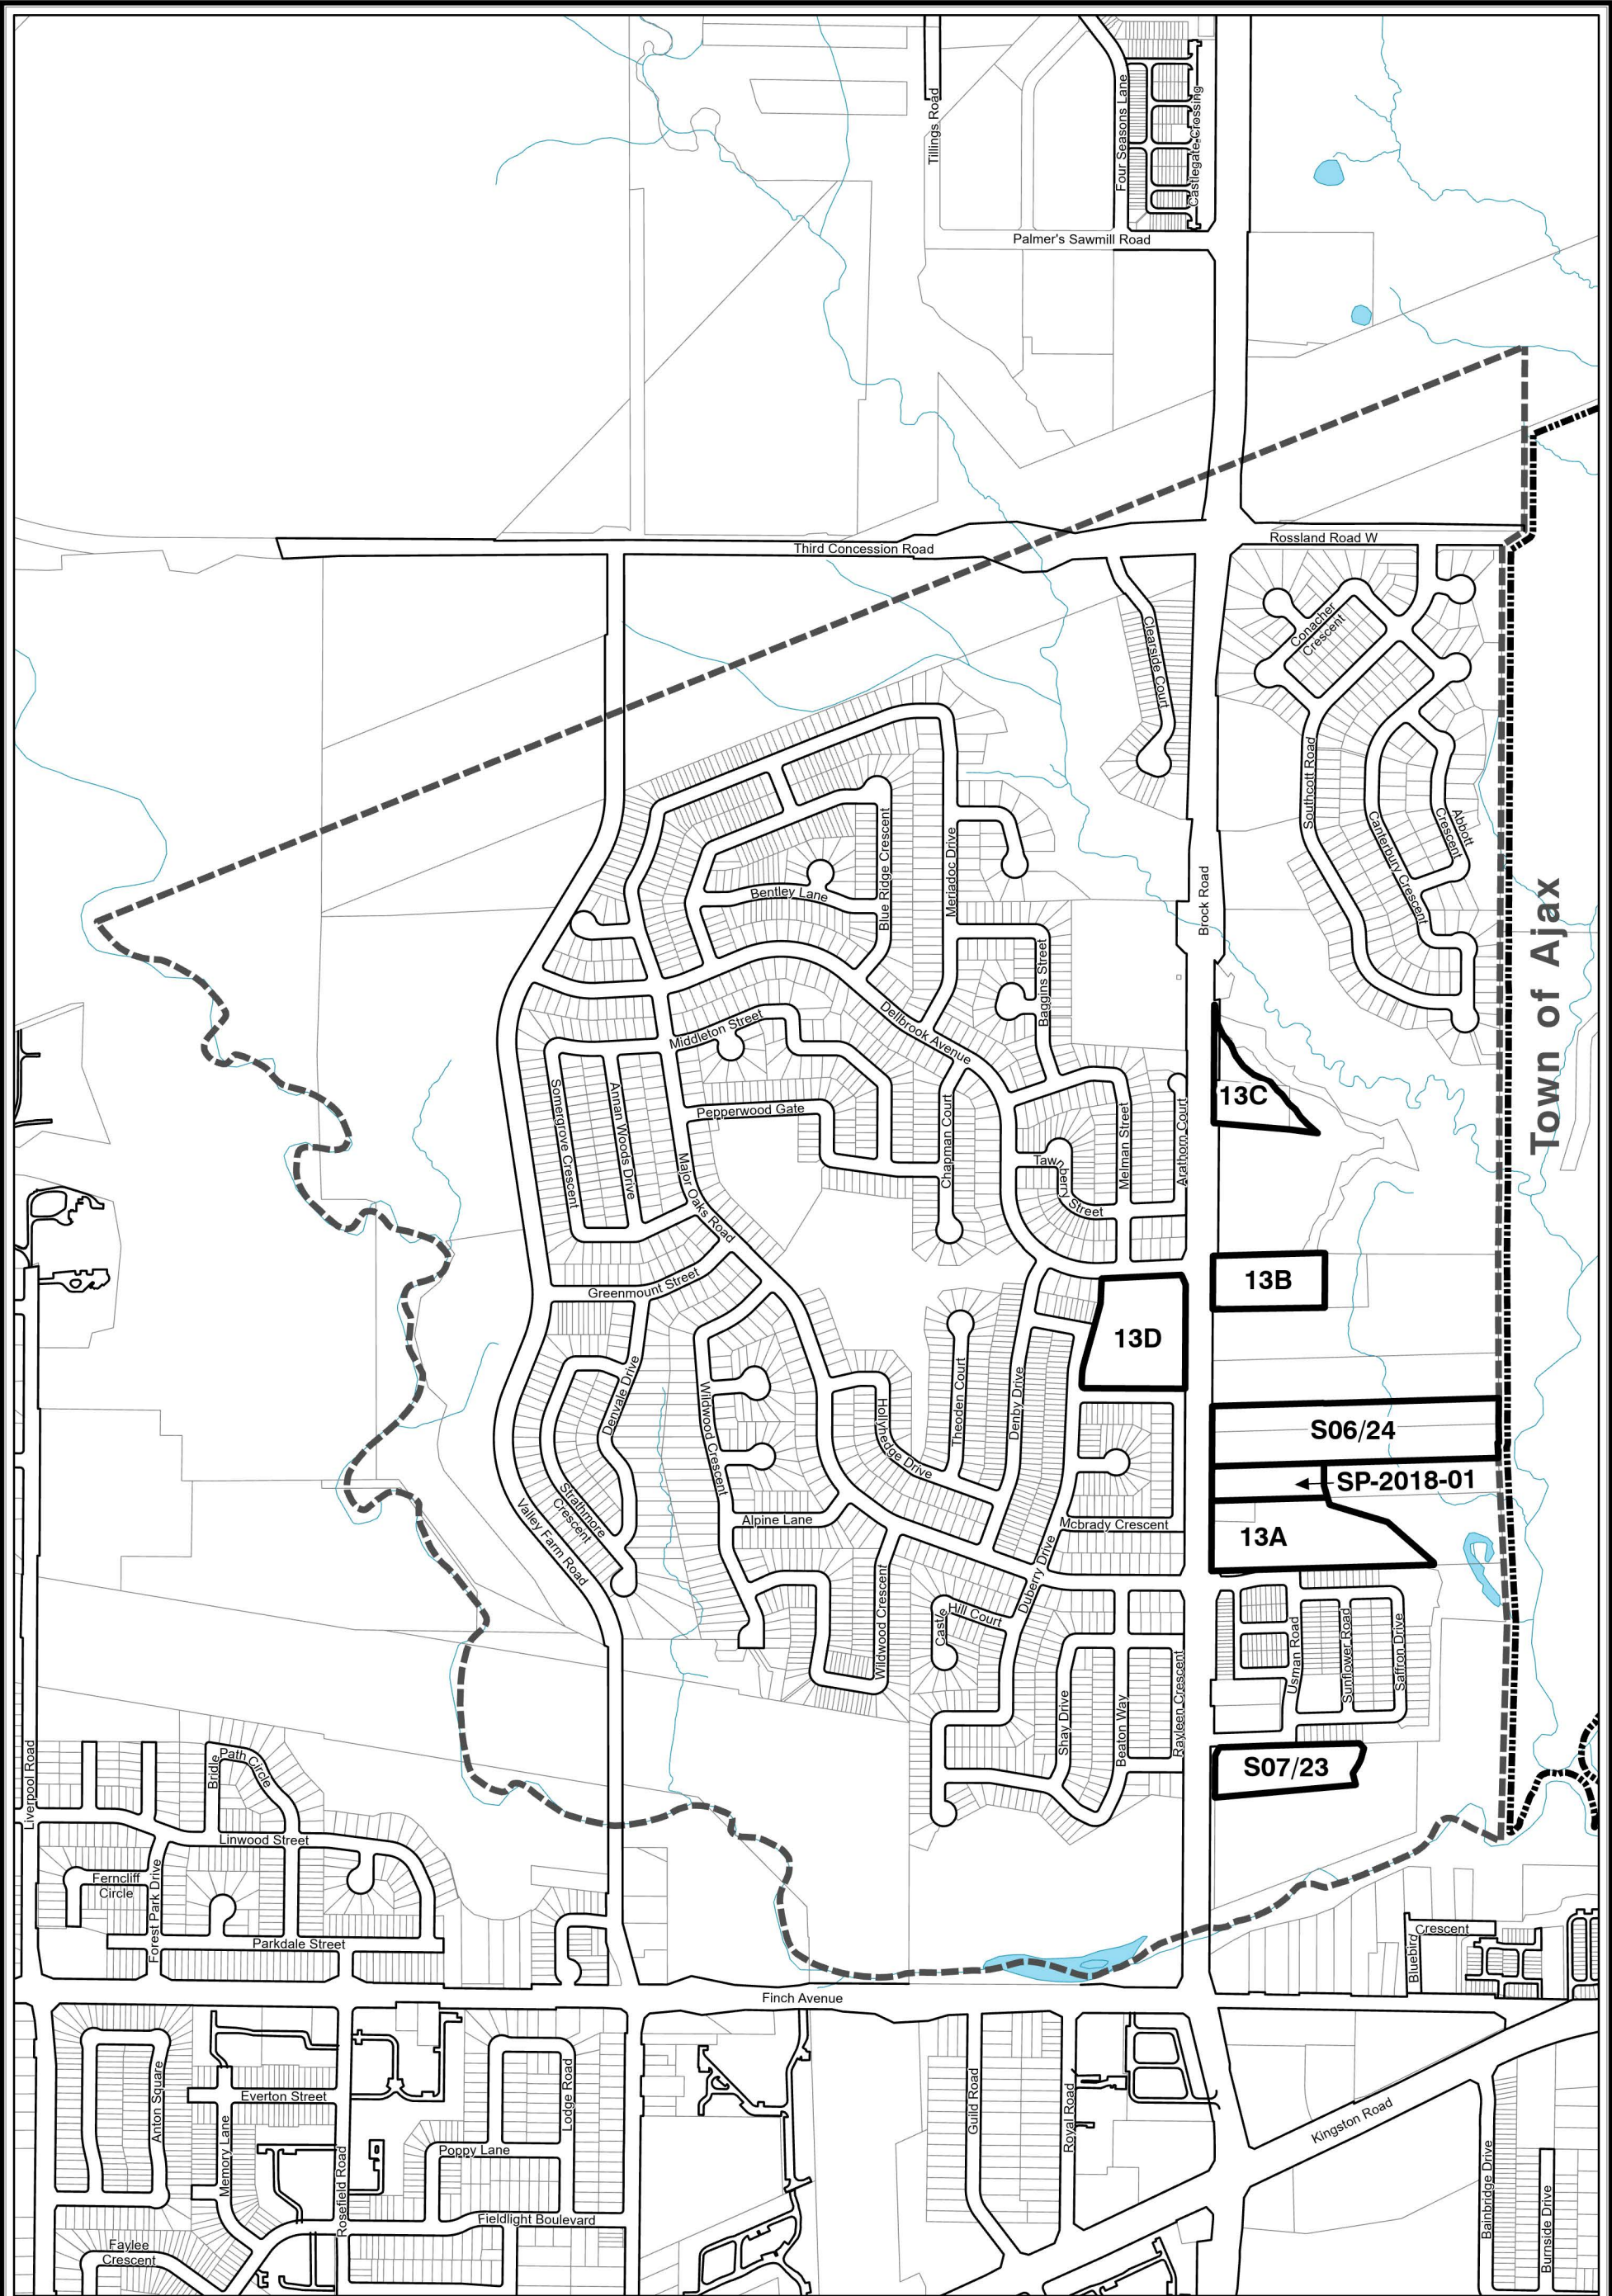 Tillings Road
Four Seasons Lane
Castlegate Crossing
Palmer's Sawmill Road
Third Concession Road
Rossland Road W
Conacher
Crescent
Clearside Court
Southcott Road
Canterbury Crescent
Abbott
Crescent
Brock Road
Town of Ajax
Blue Ridge Crescent
Meriadoc Drive
Bentley Lane
Baggins Street
Dellbrook Avenue
Middleton Street
Somergrove Crescent
Annan Woods Drive
Pepperwood Gate
Major Oaks Road
Chapman Court
Tawnberry Street
Melman Street
Arathorn Court
13C
Greenmount Street
13B
13D
Denvale Drive
Wildwood Crescent
Hollyhedge Drive
Theoden Court
Denby Drive
S06/24
SP-2018-01
13A
Strathmore
Crescent
Valley Farm Road
Alpine Lane
Mcbrady Crescent
Duberry Drive
Wildwood Crescent
Castle Hill Court
Usman Road
Sunflower Road
Saffron Drive
Shay Drive
Beaton Way
Rayleen Crescent
S07/23
Liverpool Road
Bridle Path Circle
Linwood Street
Ferncliff
Circle
Forest Park Drive
Parkdale Street
Bluebird Crescent
Finch Avenue
Anton Square
Everton Street
Memory Lane
Rosefield Road
Lodge Road
Poppy Lane
Fieldlight Boulevard
Faylee
Crescent
Guild Road
Royal Road
Kingston Road
Bainbridge Drive
Burnside Drive